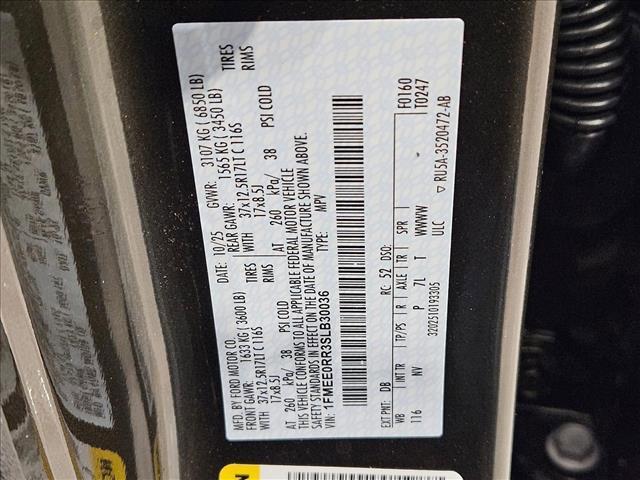 MFD. BY FORD MOTOR CO.
DATE: 10/25 GVWR: 3107 KG ( 6850 LB)
FRONT GAWR: 1633 KG ( 3600 LB) REAR GAWR: 1565 KG ( 3450 LB)
WITH TIRES WITH TIRES
37x12.5R17LT C 116S 37x12.5R17LT C 116S
17x8.5J RIMS 17x8.5J RIMS
AT 260 kPa/ 38 PSI COLD AT 260 kPa/ 38 PSI COLD
THIS VEHICLE CONFORMS TO ALL APPLICABLE FEDERAL MOTOR VEHICLE
SAFETY STANDARDS IN EFFECT ON THE DATE OF MANUFACTURE SHOWN ABOVE.
VIN: 1FMEE0RR3SLB30036 TYPE: MPV
E0160
T0247
EXT PNT: DB RC: 52 DSO:
WB INT TR TP/PS R AXLE TR SPR
116 NV P 7L T WWWW
ULC
3202510193305 RU5A-3520472-AB
N